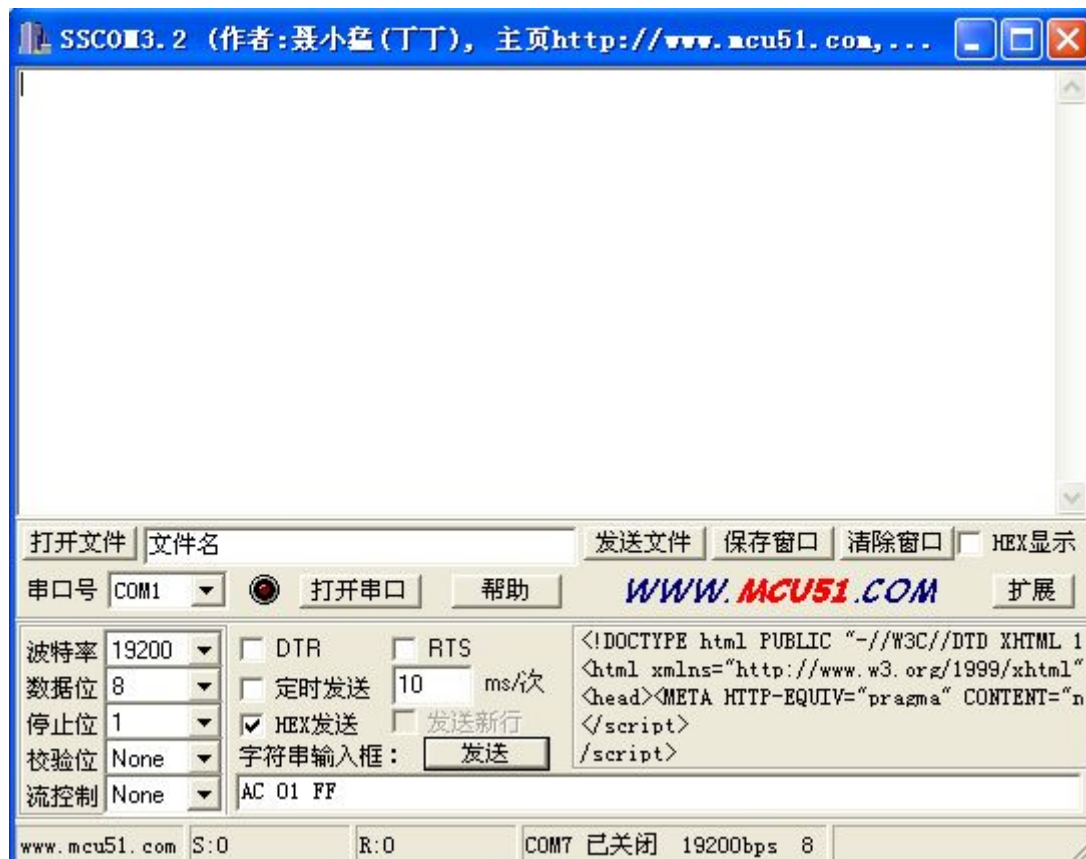 SSCOM3.2 (作者:聂小猛(丁丁), 主页http://www.mcu51.com,...
打开文件 文件名 发送文件 保存窗口 清除窗口 HEX显示
串口号 COM1 打开串口 帮助 WWW.MCU51.COM 扩展
波特率 19200 DTR RTS
数据位 8 定时发送 10 ms/次
停止位 1 HEX发送 发送新行
校验位 None 字符串输入框: 发送
流控制 None AC 01 FF
<!DOCTYPE html PUBLIC "-//W3C//DTD XHTML 1
<html xmlns="http://www.w3.org/1999/xhtml"
<head><META HTTP-EQUIV="pragma" CONTENT="n
</script>
/script>
www.mcu51.com S:0 R:0 COM7 已关闭 19200bps 8